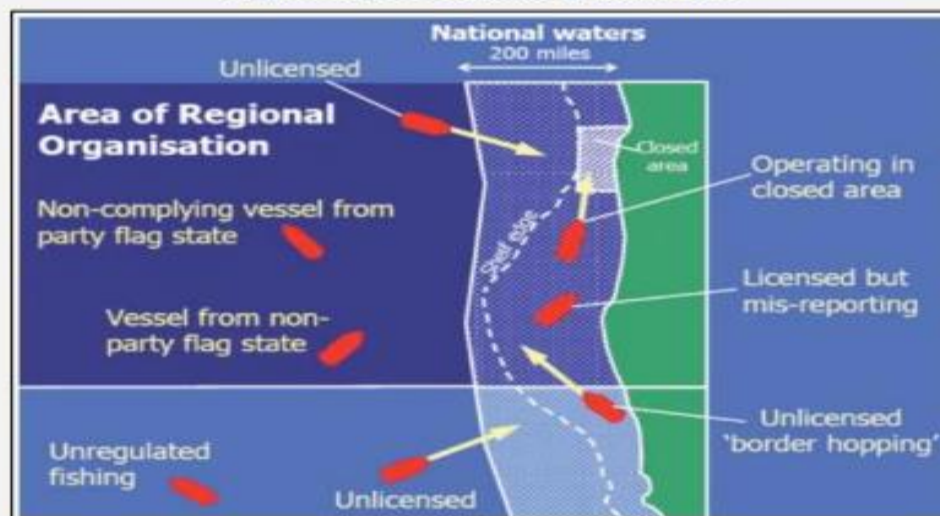 National waters
200 miles
Unlicensed
Area of Regional
Organisation
Closed
area
Operating in
closed area
Non-complying vessel from
party flag state
Shelf edge
Licensed but
mis-reporting
Vessel from non-
party flag state
Unlicensed
'border hopping'
Unregulated
fishing
Unlicensed